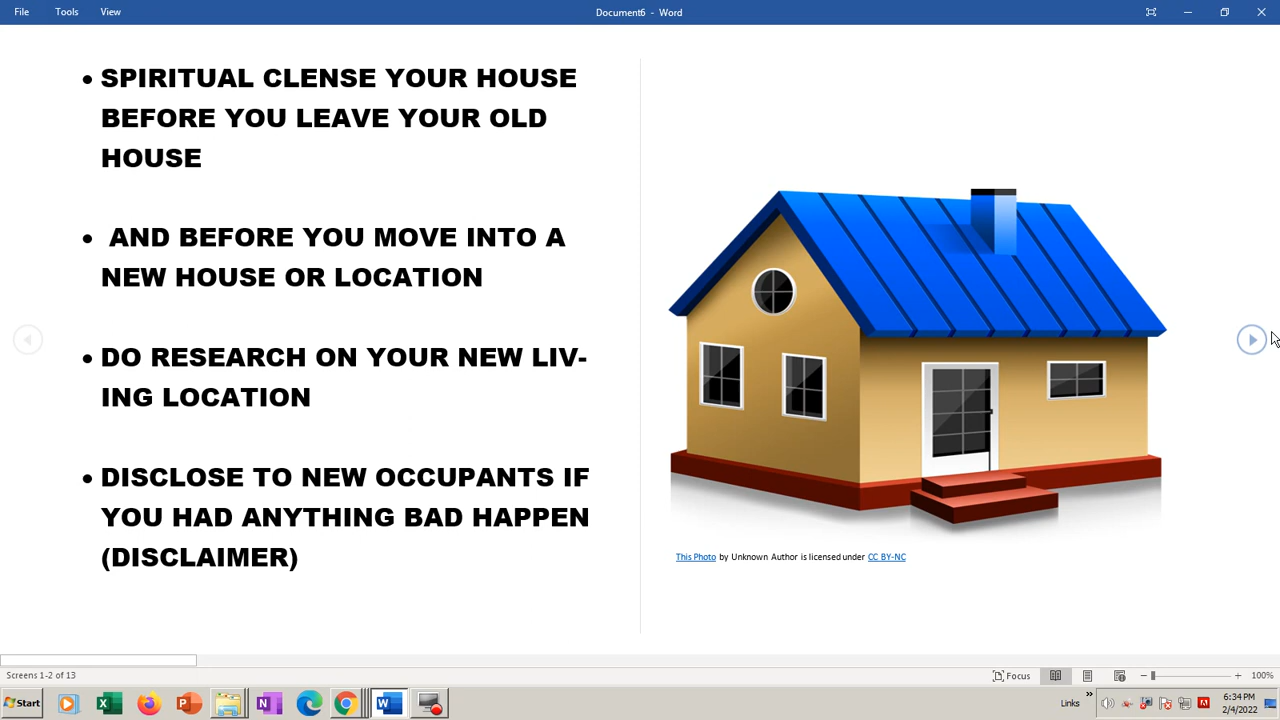 File Tools View Document6 - Word
• SPIRITUAL CLENSE YOUR HOUSE
BEFORE YOU LEAVE YOUR OLD
HOUSE
• AND BEFORE YOU MOVE INTO A
NEW HOUSE OR LOCATION
• DO RESEARCH ON YOUR NEW LIV-
ING LOCATION
• DISCLOSE TO NEW OCCUPANTS IF
YOU HAD ANYTHING BAD HAPPEN
(DISCLAIMER)
This Photo by Unknown Author is licensed under CC BY-NC
Screens 1-2 of 13 Focus 100%
Start Links » 6:34 PM
2/4/2022